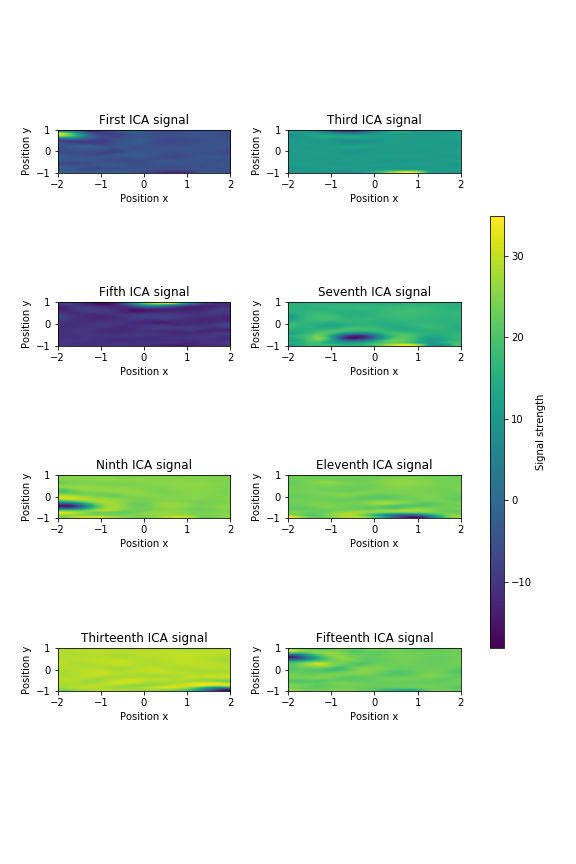 First ICA signal
Position y
1
0
−1
−2 −1 0 1 2
Position x
Third ICA signal
Position y
1
0
−1
−2 −1 0 1 2
Position x
Fifth ICA signal
Position y
1
0
−1
−2 −1 0 1 2
Position x
Seventh ICA signal
Position y
1
0
−1
−2 −1 0 1 2
Position x
Ninth ICA signal
Position y
1
0
−1
−2 −1 0 1 2
Position x
Eleventh ICA signal
Position y
1
0
−1
−2 −1 0 1 2
Position x
Thirteenth ICA signal
Position y
1
0
−1
−2 −1 0 1 2
Position x
Fifteenth ICA signal
Position y
1
0
−1
−2 −1 0 1 2
Position x
30
20
10
0
−10
Signal strength